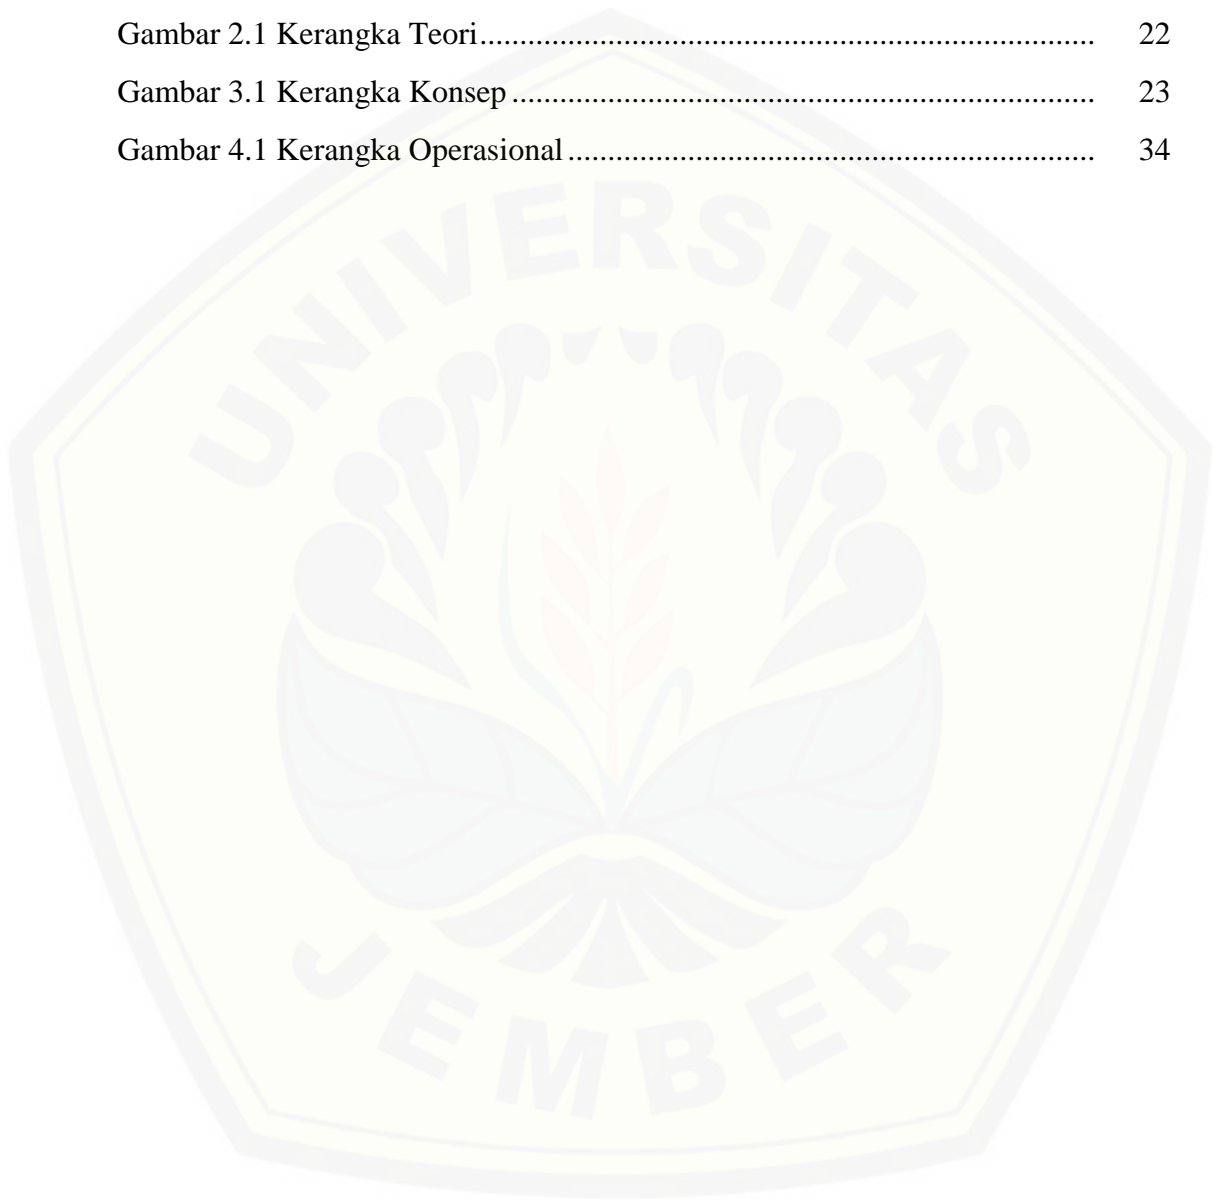 Gambar 2.1 Kerangka Teori............................................................................. 22
Gambar 3.1 Kerangka Konsep ......................................................................... 23
Gambar 4.1 Kerangka Operasional .................................................................. 34
UNIVERSITAS
JEMBER